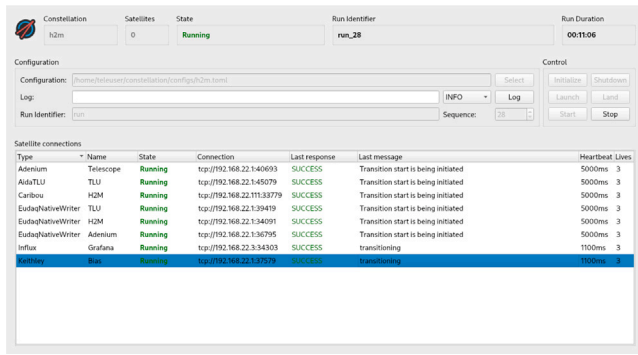 Constellation Satellites State Run Identifier Run Duration
h2m 0 Running run_28 00:11:06
Configuration Control
Configuration: /home/teleuser/constellation/configs/h2m.toml Select Initialize Shutdown
Log: INFO Log Launch Land
Run Identifier: run Sequence: 28 Start Stop
Satellite connections
Type Name State Connection Last response Last message Heartbeat Lives
Adenium Telescope Running tcp://192.168.22.1:40693 SUCCESS Transition start is being initiated 5000ms 3
AidaTLU TLU Running tcp://192.168.22.1:45079 SUCCESS Transition start is being initiated 5000ms 3
Caribou H2M Running tcp://192.168.22.111:33779 SUCCESS Transition start is being initiated 5000ms 3
EudaqNativeWriter TLU Running tcp://192.168.22.1:39419 SUCCESS Transition start is being initiated 5000ms 3
EudaqNativeWriter H2M Running tcp://192.168.22.1:34091 SUCCESS Transition start is being initiated 5000ms 3
EudaqNativeWriter Adenium Running tcp://192.168.22.1:36795 SUCCESS Transition start is being initiated 5000ms 3
Influx Grafana Running tcp://192.168.22.3:34303 SUCCESS transitioning 1100ms 3
Keithley Bias Running tcp://192.168.22.1:37579 SUCCESS transitioning 1100ms 3